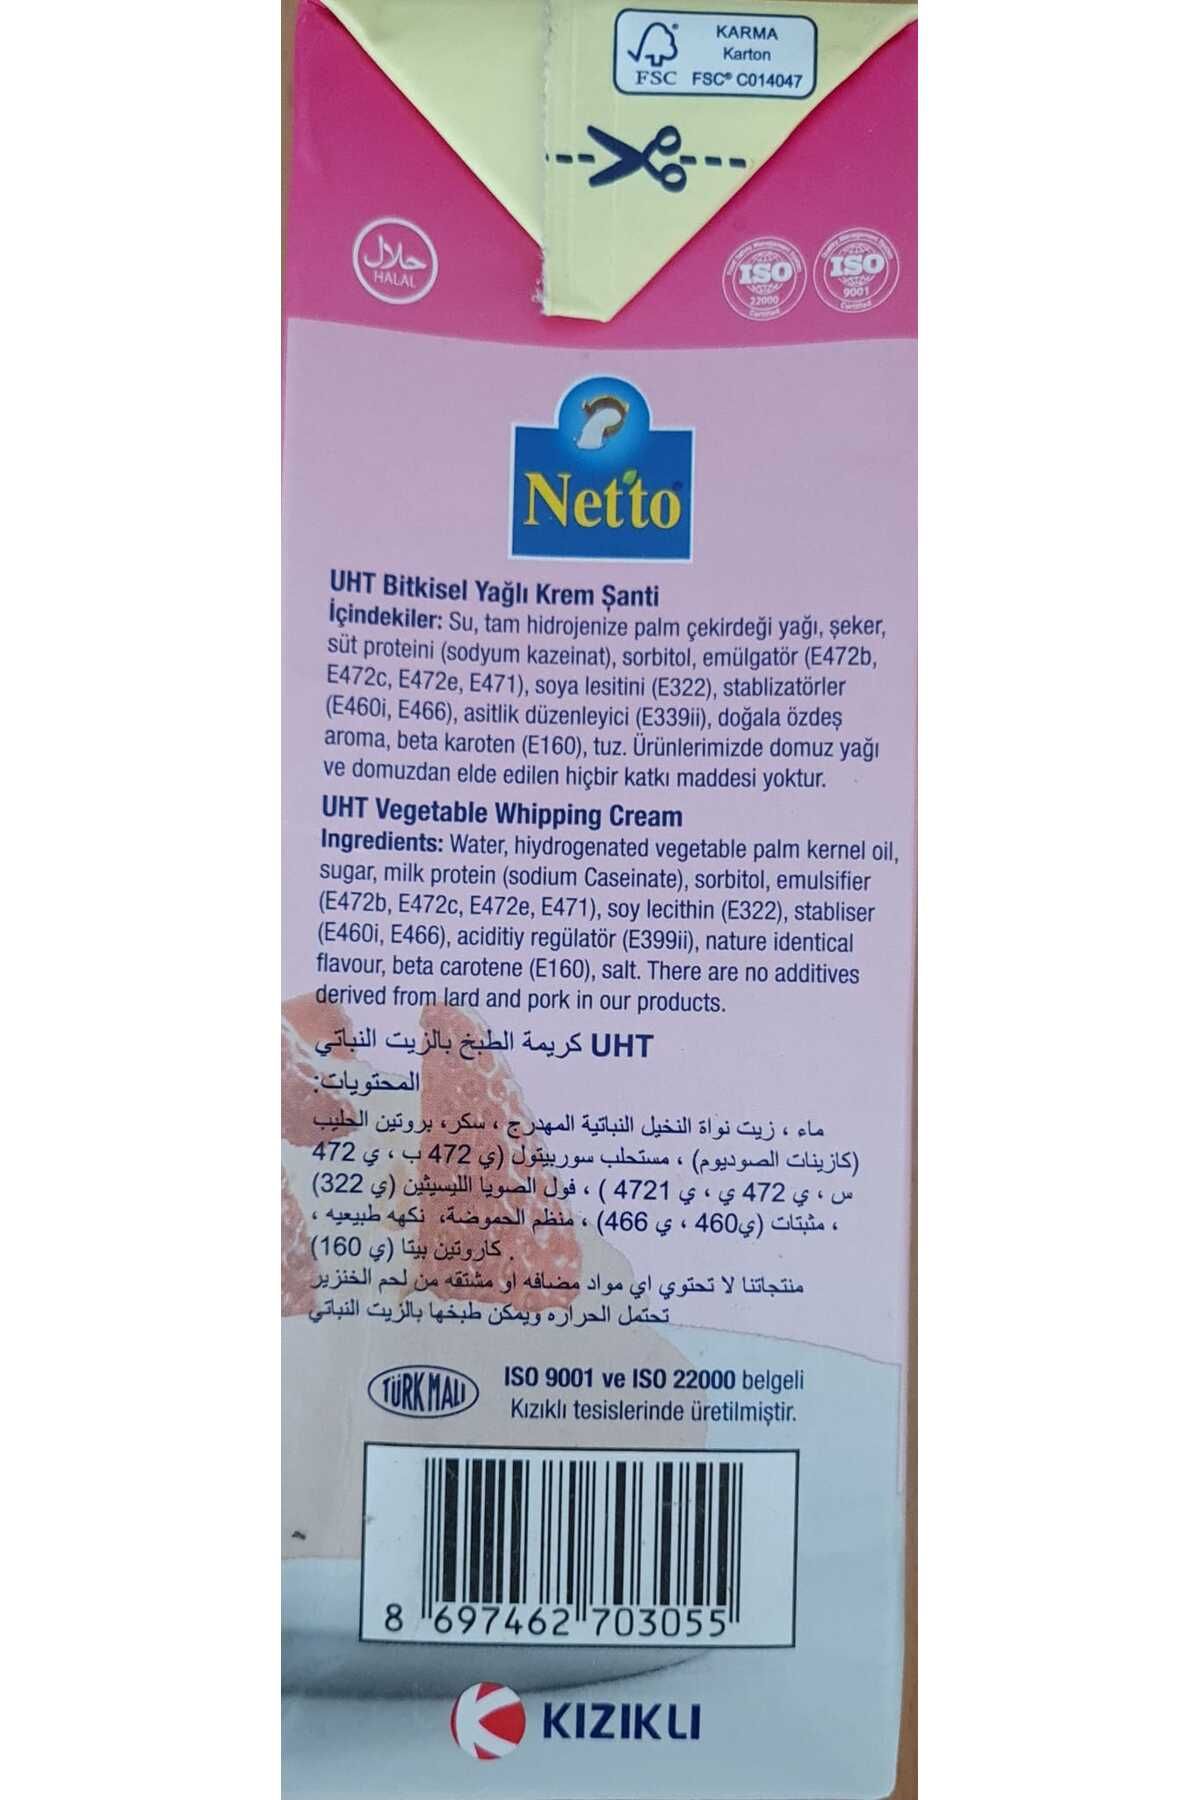 KARMA
Karton
FSC® C014047
FSC
حلال
HALAL
ISO
22000
Certified
ISO
9001
Certified
Netto
UHT Bitkisel Yağlı Krem Şanti
İçindekiler: Su, tam hidrojenize palm çekirdeği yağı, şeker,
süt proteini (sodyum kazeinat), sorbitol, emülgatör (E472b,
E472c, E472e, E471), soya lesitini (E322), stablizatörler
(E460i, E466), asitlik düzenleyici (E339ii), doğala özdeş
aroma, beta karoten (E160), tuz. Ürünlerimizde domuz yağı
ve domuzdan elde edilen hiçbir katkı maddesi yoktur.
UHT Vegetable Whipping Cream
Ingredients: Water, hiydrogenated vegetable palm kernel oil,
sugar, milk protein (sodium Caseinate), sorbitol, emulsifier
(E472b, E472c, E472e, E471), soy lecithin (E322), stabliser
(E460i, E466), aciditiy regülatör (E399ii), nature identical
flavour, beta carotene (E160), salt. There are no additives
derived from lard and pork in our products.
UHT كريمة الطبخ بالزيت النباتي
المحتويات:
ماء ، زيت نواة النخيل النباتية المهدرج ، سكر، بروتين الحليب
(كازينات الصوديوم) ، مستحلب سوربيتول (ي 472 ب ، ي 472
س ، ي 472 ي ، ي 4721 ) ، فول الصويا الليسيثين (ي 322)
، مثبتات (ي460 ، ي 466) ، منظم الحموضة، نكهه طبيعيه ،
كاروتين بيتا (ي 160) .
منتجاتنا لا تحتوي اي مواد مضافه او مشتقه من لحم الخنزير
تحتمل الحراره ويمكن طبخها بالزيت النباتي
TÜRK MALI
ISO 9001 ve ISO 22000 belgeli
Kızıklı tesislerinde üretilmiştir.
8 697462 703055
KIZIKLI